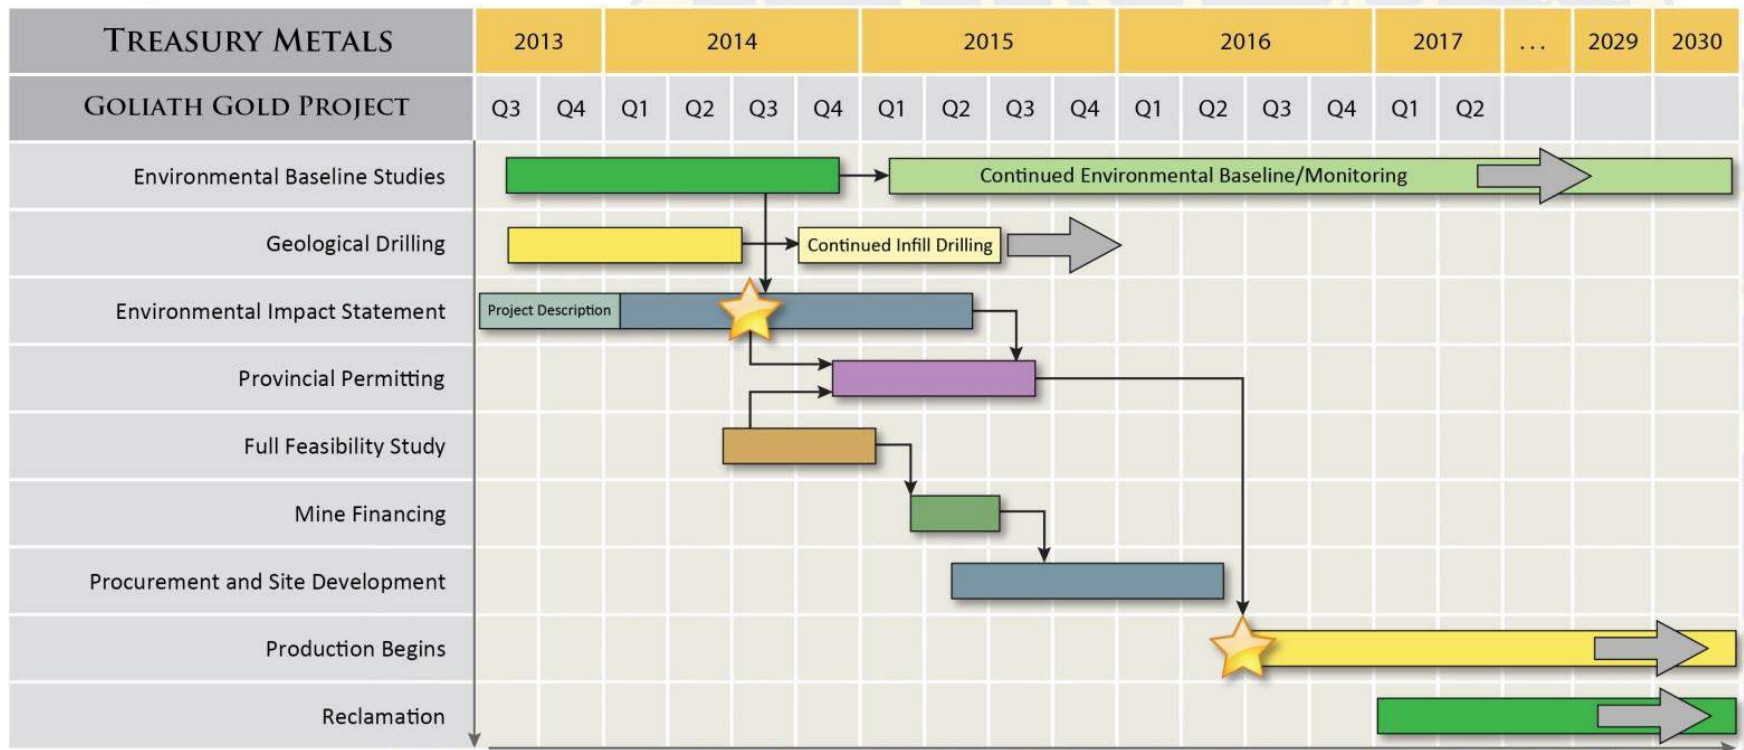 TREASURY METALS 2013 2014 2015 2016 2017 ... 2029 2030
GOLIATH GOLD PROJECT Q3 Q4 Q1 Q2 Q3 Q4 Q1 Q2 Q3 Q4 Q1 Q2 Q3 Q4 Q1 Q2
Environmental Baseline Studies Continued Environmental Baseline/Monitoring
Geological Drilling Continued Infill Drilling
Environmental Impact Statement Project Description
Provincial Permitting
Full Feasibility Study
Mine Financing
Procurement and Site Development
Production Begins
Reclamation